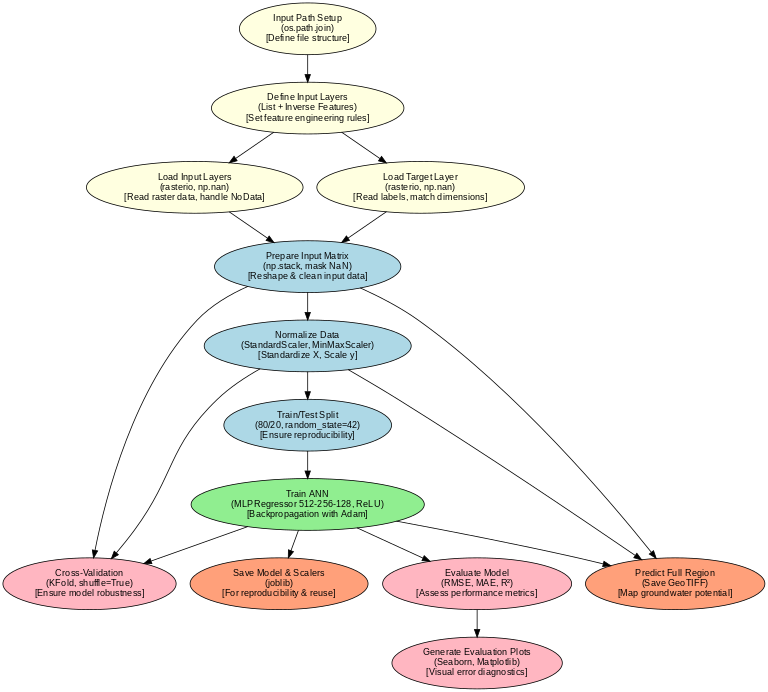 Input Path Setup
(os.path.join)
[Define file structure]
Define Input Layers
(List + Inverse Features)
[Set feature engineering rules]
Load Input Layers
(rasterio, np.nan)
[Read raster data, handle NoData]
Load Target Layer
(rasterio, np.nan)
[Read labels, match dimensions]
Prepare Input Matrix
(np.stack, mask NaN)
[Reshape & clean input data]
Normalize Data
(StandardScaler, MinMaxScaler)
[Standardize X, Scale y]
Train/Test Split
(80/20, random_state=42)
[Ensure reproducibility]
Train ANN
(MLPRegressor 512-256-128, ReLU)
[Backpropagation with Adam]
Cross-Validation
(KFold, shuffle=True)
[Ensure model robustness]
Save Model & Scalers
(joblib)
[For reproducibility & reuse]
Evaluate Model
(RMSE, MAE, R²)
[Assess performance metrics]
Predict Full Region
(Save GeoTIFF)
[Map groundwater potential]
Generate Evaluation Plots
(Seaborn, Matplotlib)
[Visual error diagnostics]